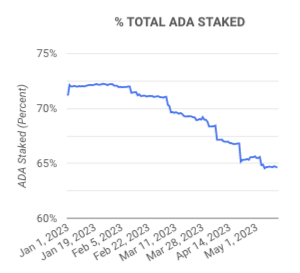 % TOTAL ADA STAKED
75%
70%
65%
60%
ADA Staked (Percent)
Jan 1, 2023
Jan 19, 2023
Feb 5, 2023
Feb 22, 2023
Mar 11, 2023
Mar 28, 2023
Apr 14, 2023
May 1, 2023